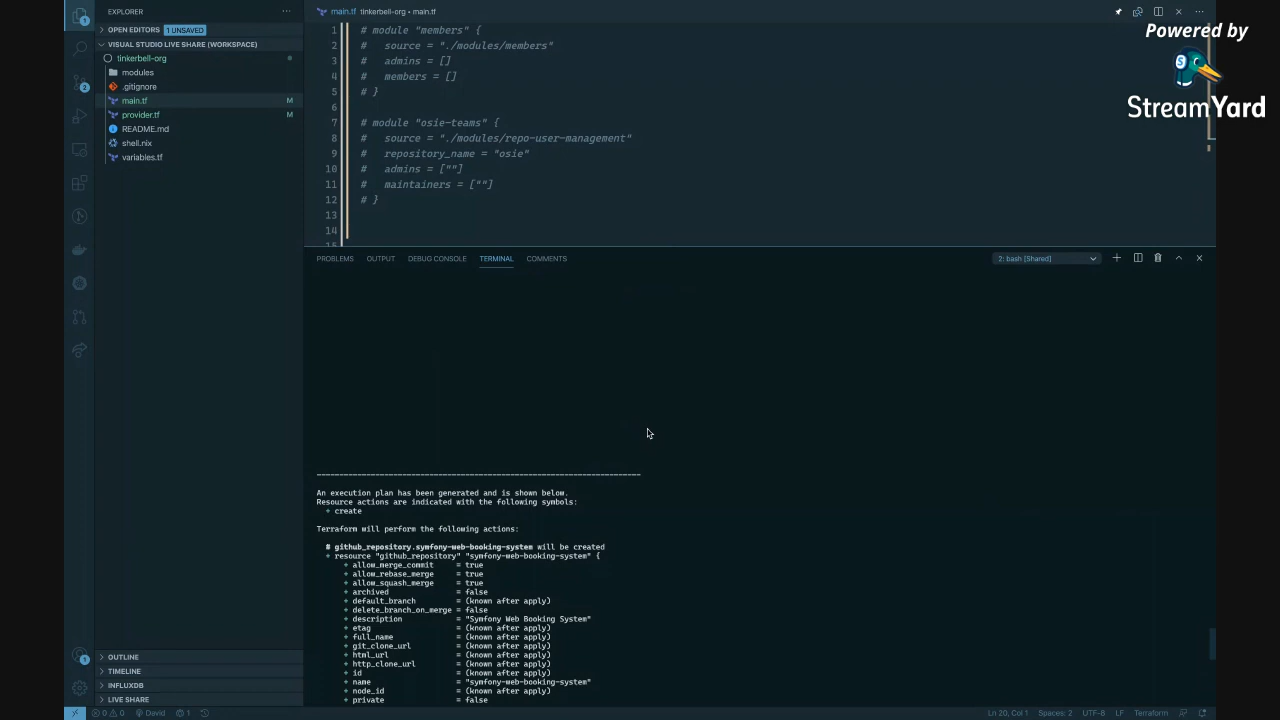 EXPLORER
OPEN EDITORS 1 UNSAVED
VISUAL STUDIO LIVE SHARE (WORKSPACE)
tinkerbell-org
modules
.gitignore
main.tf M
provider.tf M
README.md
shell.nix
variables.tf
OUTLINE
TIMELINE
INFLUXDB
LIVE SHARE
main.tf tinkerbell-org • main.tf
1 # module "members" {
2 #   source = "./modules/members"
3 #   admins = []
4 #   members = []
5 # }
6
7 # module "osie-teams" {
8 #   source = "./modules/repo-user-management"
9 #   repository_name = "osie"
10 #   admins = [""]
11 #   maintainers = [""]
12 # }
13
14
15
PROBLEMS OUTPUT DEBUG CONSOLE TERMINAL COMMENTS
2: bash [Shared]
------------------------------------------------------------------------
An execution plan has been generated and is shown below.
Resource actions are indicated with the following symbols:
+ create
Terraform will perform the following actions:
# github_repository.symfony-web-booking-system will be created
+ resource "github_repository" "symfony-web-booking-system" {
+ allow_merge_commit = true
+ allow_rebase_merge = true
+ allow_squash_merge = true
+ archived = false
+ default_branch = (known after apply)
+ delete_branch_on_merge = false
+ description = "Symfony Web Booking System"
+ etag = (known after apply)
+ full_name = (known after apply)
+ git_clone_url = (known after apply)
+ html_url = (known after apply)
+ http_clone_url = (known after apply)
+ id = (known after apply)
+ name = "symfony-web-booking-system"
+ node_id = (known after apply)
+ private = false
0 0 David 1
Ln 20, Col 1 Spaces: 2 UTF-8 LF Terraform
Powered by
StreamYard